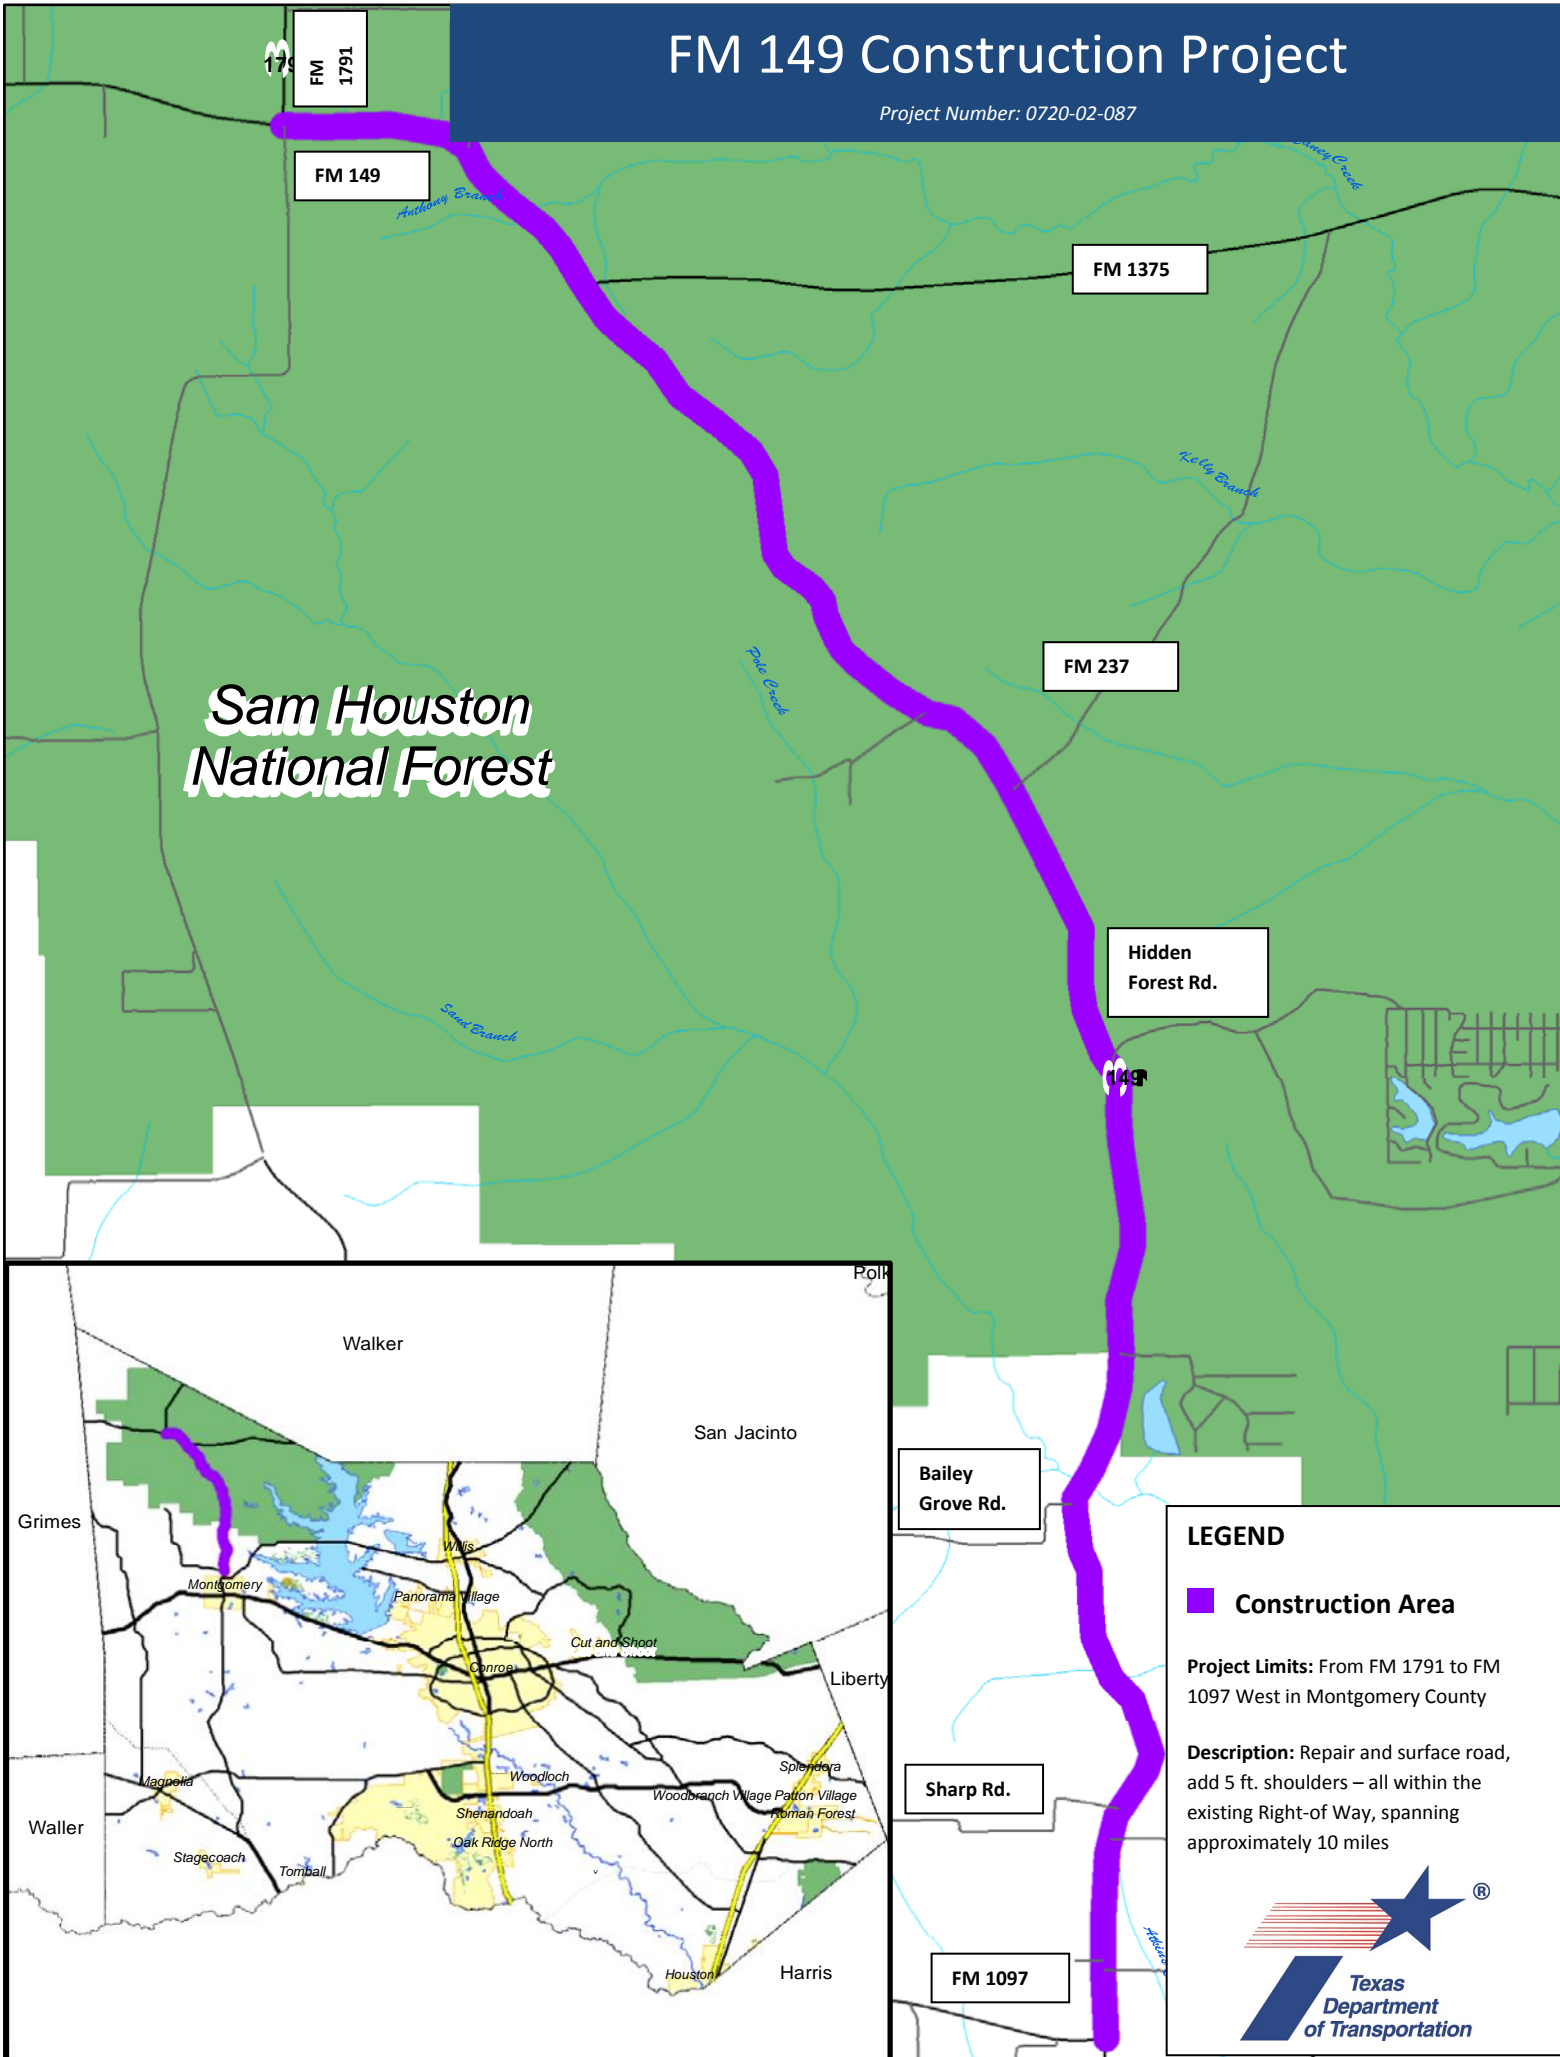 FM 149 Construction Project
Project Number: 0720-02-087
179
FM
1791
FM 149
Anthony Branch
Caney Creek
FM 1375
Kelly Branch
FM 237
Pole Creek
Sam Houston
National Forest
Hidden
Forest Rd.
Sand Branch
149
Bailey
Grove Rd.
Sharp Rd.
FM 1097
LEGEND
Construction Area
Project Limits: From FM 1791 to FM
1097 West in Montgomery County
Description: Repair and surface road,
add 5 ft. shoulders – all within the
existing Right-of Way, spanning
approximately 10 miles
®
Texas
Department
of Transportation
Polk
Walker
San Jacinto
Grimes
Willis
Montgomery
Panorama Village
Cut and Shoot
Conroe
Liberty
Splendora
Magnolia
Woodloch
Woodbranch Village Patton Village
Shenandoah
Roman Forest
Waller
Oak Ridge North
Stagecoach
Tomball
Houston
Harris